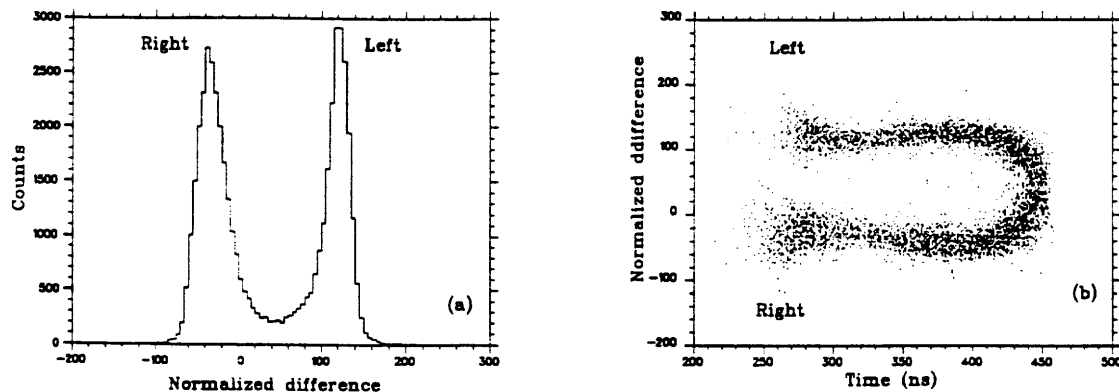 3000
2500
2000
1500
1000
500
0
Counts
Right
Left
(a)
-200 -100 0 100 200 300
Normalized difference
300
200
100
0
-100
-200
Normalized ddifference
Left
Right
(b)
200 250 300 350 400 450 500
Time (ns)